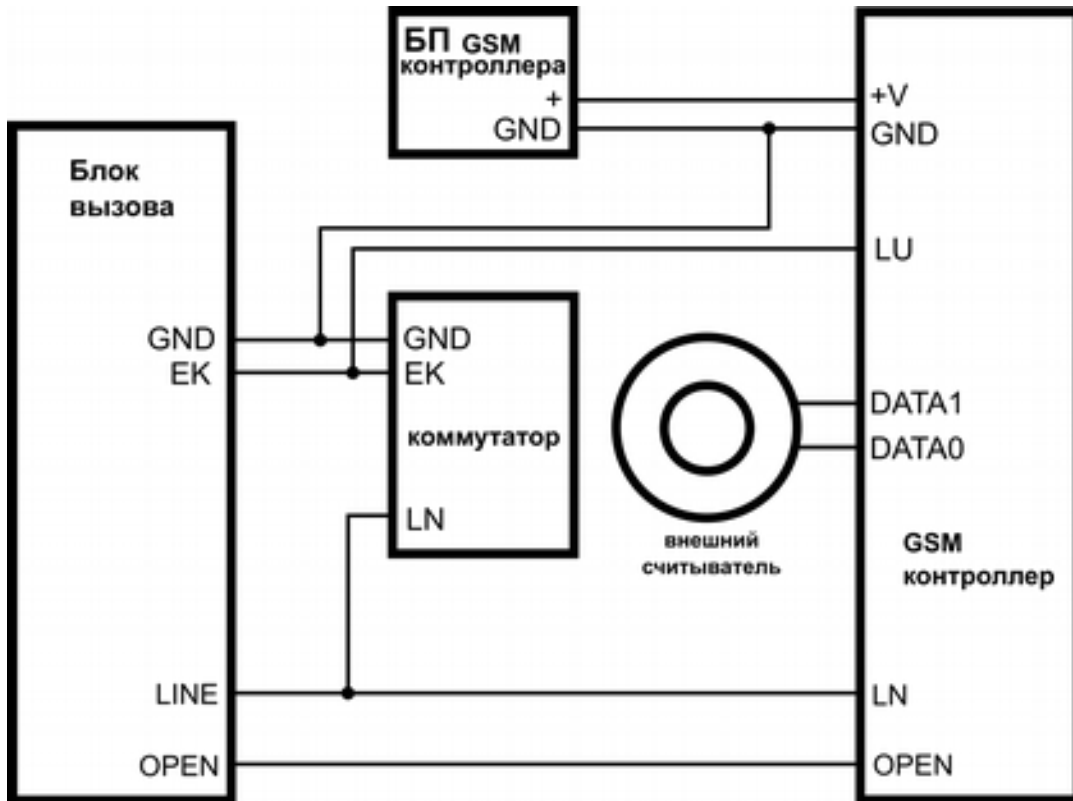 БП GSM
контроллера
+
GND
+V
GND
Блок
вызова
LU
GND
EK
GND
EK
коммутатор
LN
DATA1
DATA0
внешний
считыватель
GSM
контроллер
LINE
LN
OPEN
OPEN